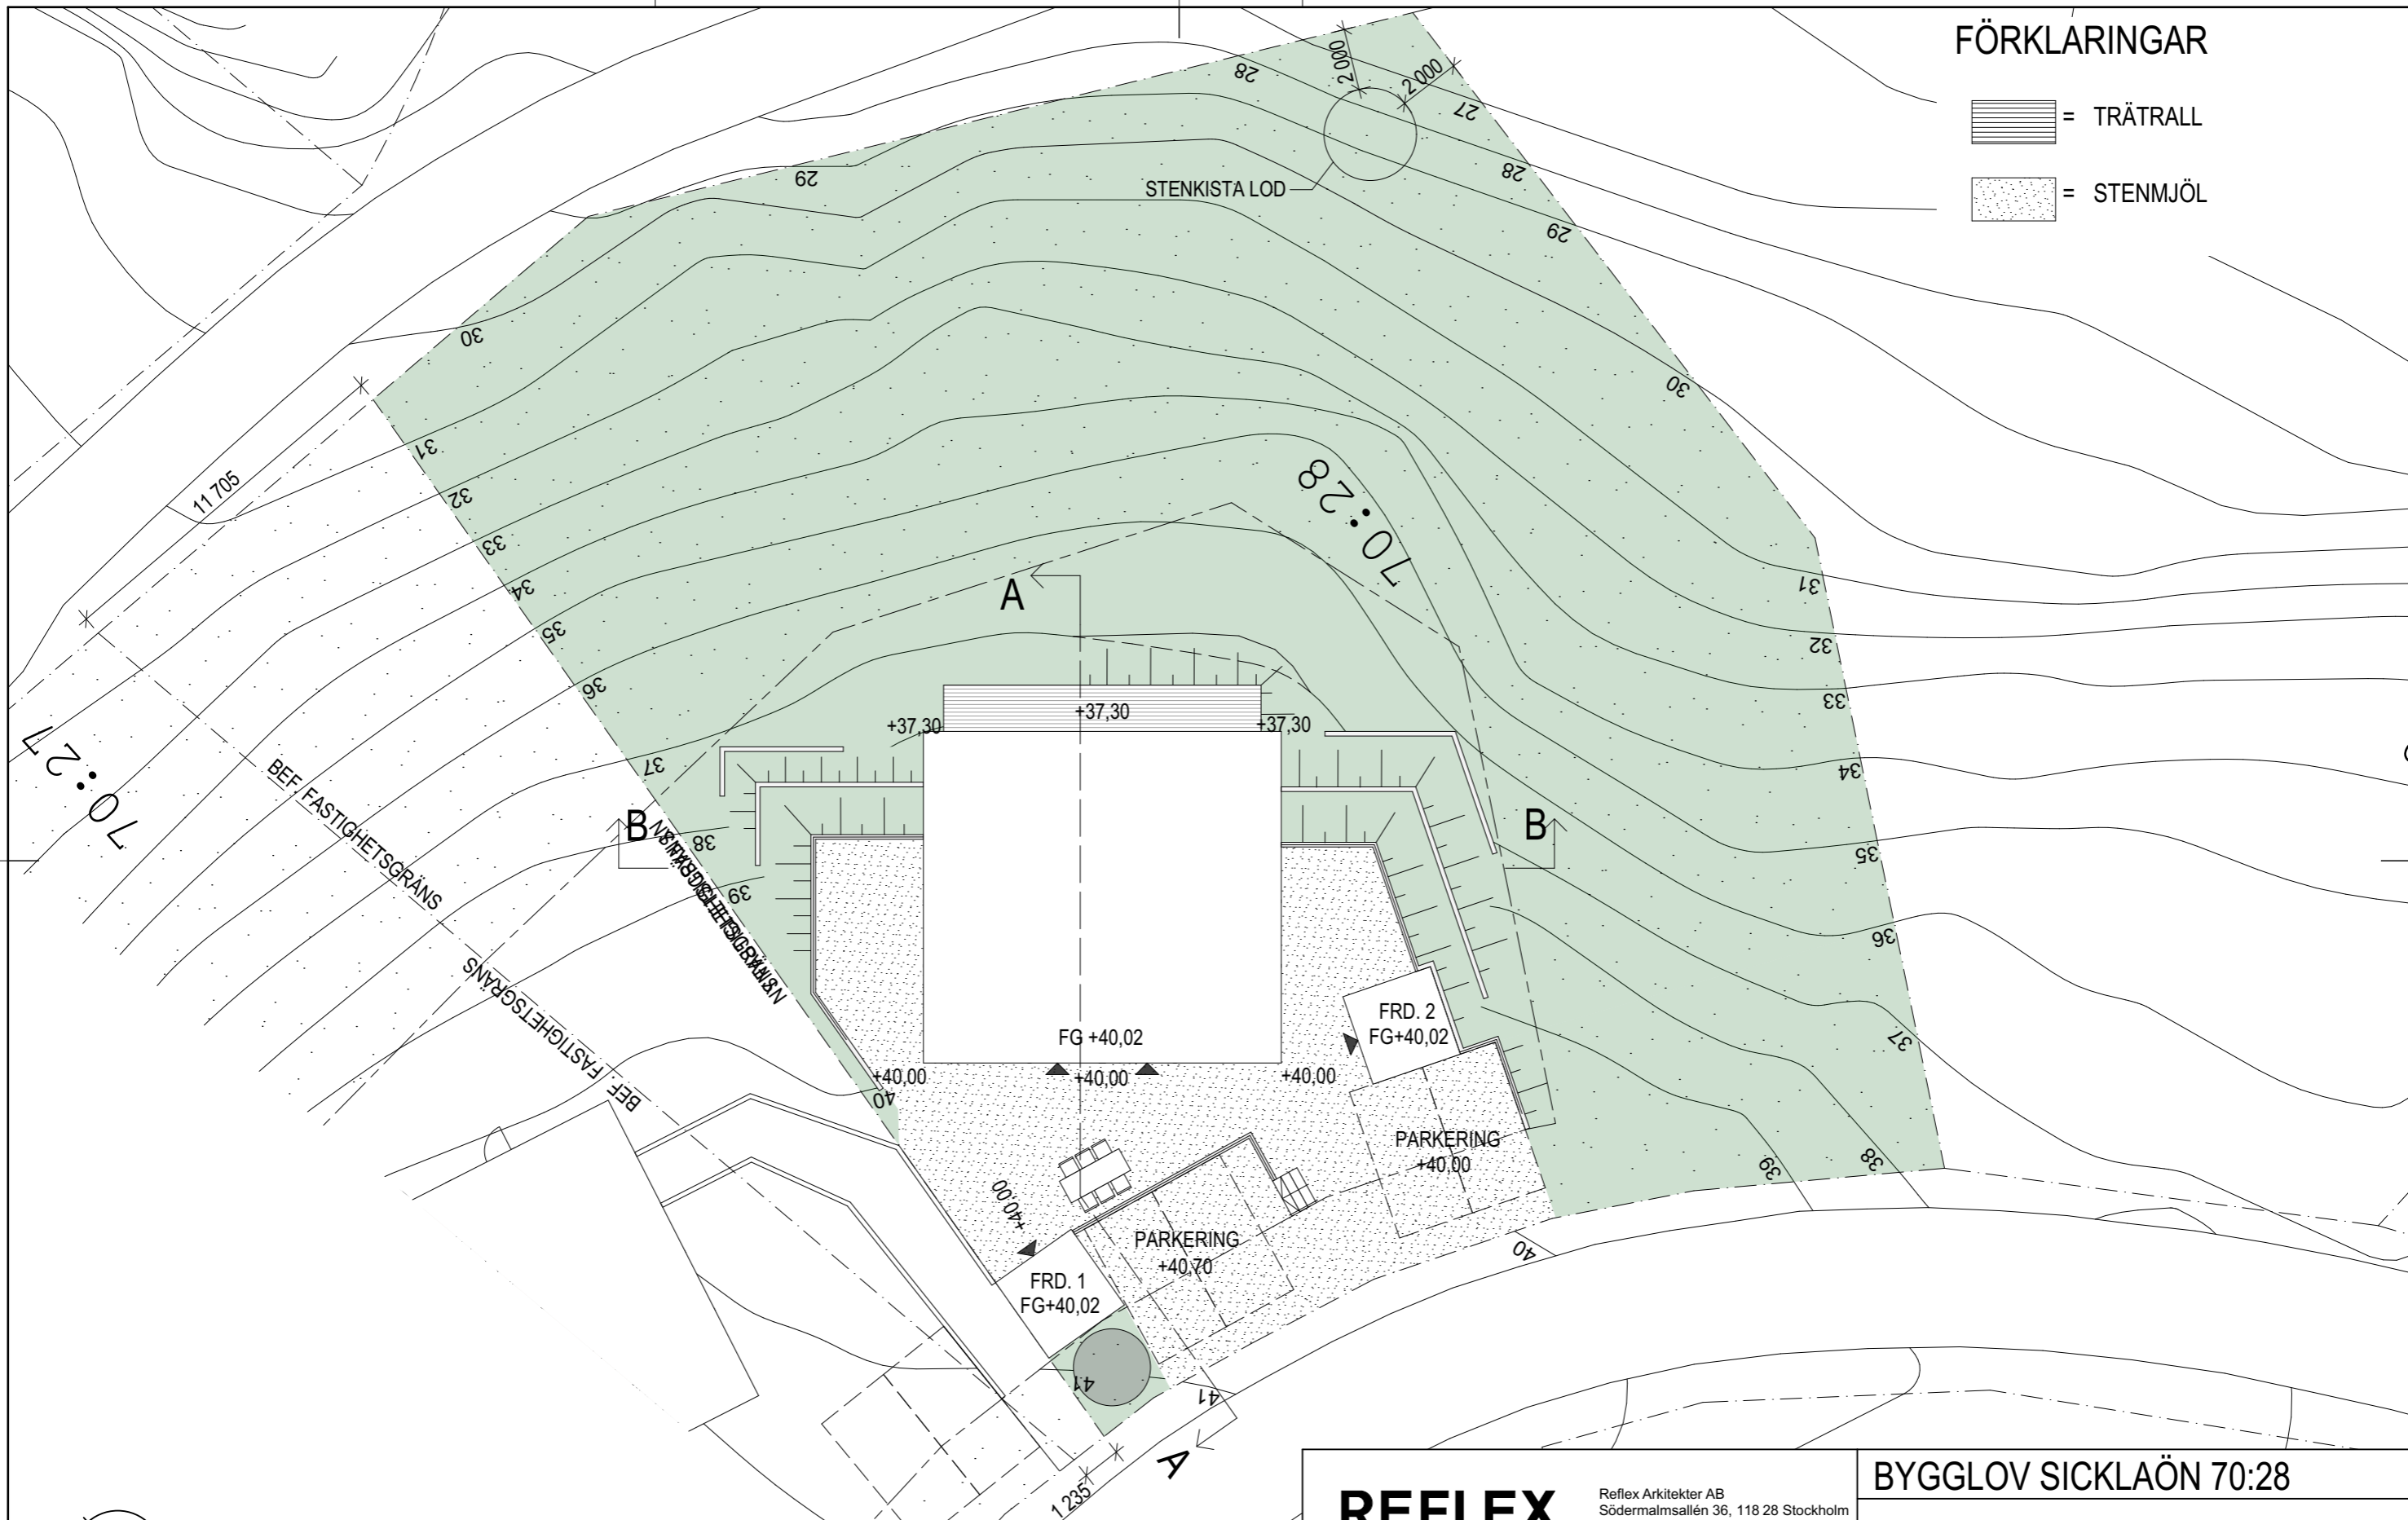 FÖRKLARINGAR
= TRÄTRALL
= STENMJÖL
2 000
2 000
28
27
28
29
29
STENKISTA LOD
30
30
31
32
33
34
35
36
37
38
39
40
11 705
70:28
70:27
31
32
33
34
35
36
37
38
39
40
A
+37,30
+37,30
+37,30
B
B
BEF. FASTIGHETSGRÄNS
BEF. FASTIGHETSGRÄNS
FG +40,02
FRD. 2
FG+40,02
+40,00
+40,00
+40,00
+40,00
PARKERING
+40,00
PARKERING
+40,70
FRD. 1
FG+40,02
41
41
A
1 235
REFLEX
Reflex Arkitekter AB
Södermalmsallén 36, 118 28 Stockholm
BYGGLOV SICKLAÖN 70:28